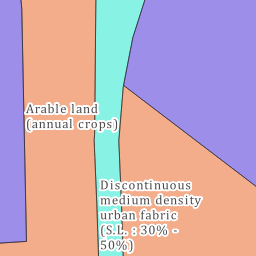 Arable land
(annual crops)
Discontinuous
medium density
urban fabric
(S.L. : 30% -
50%)